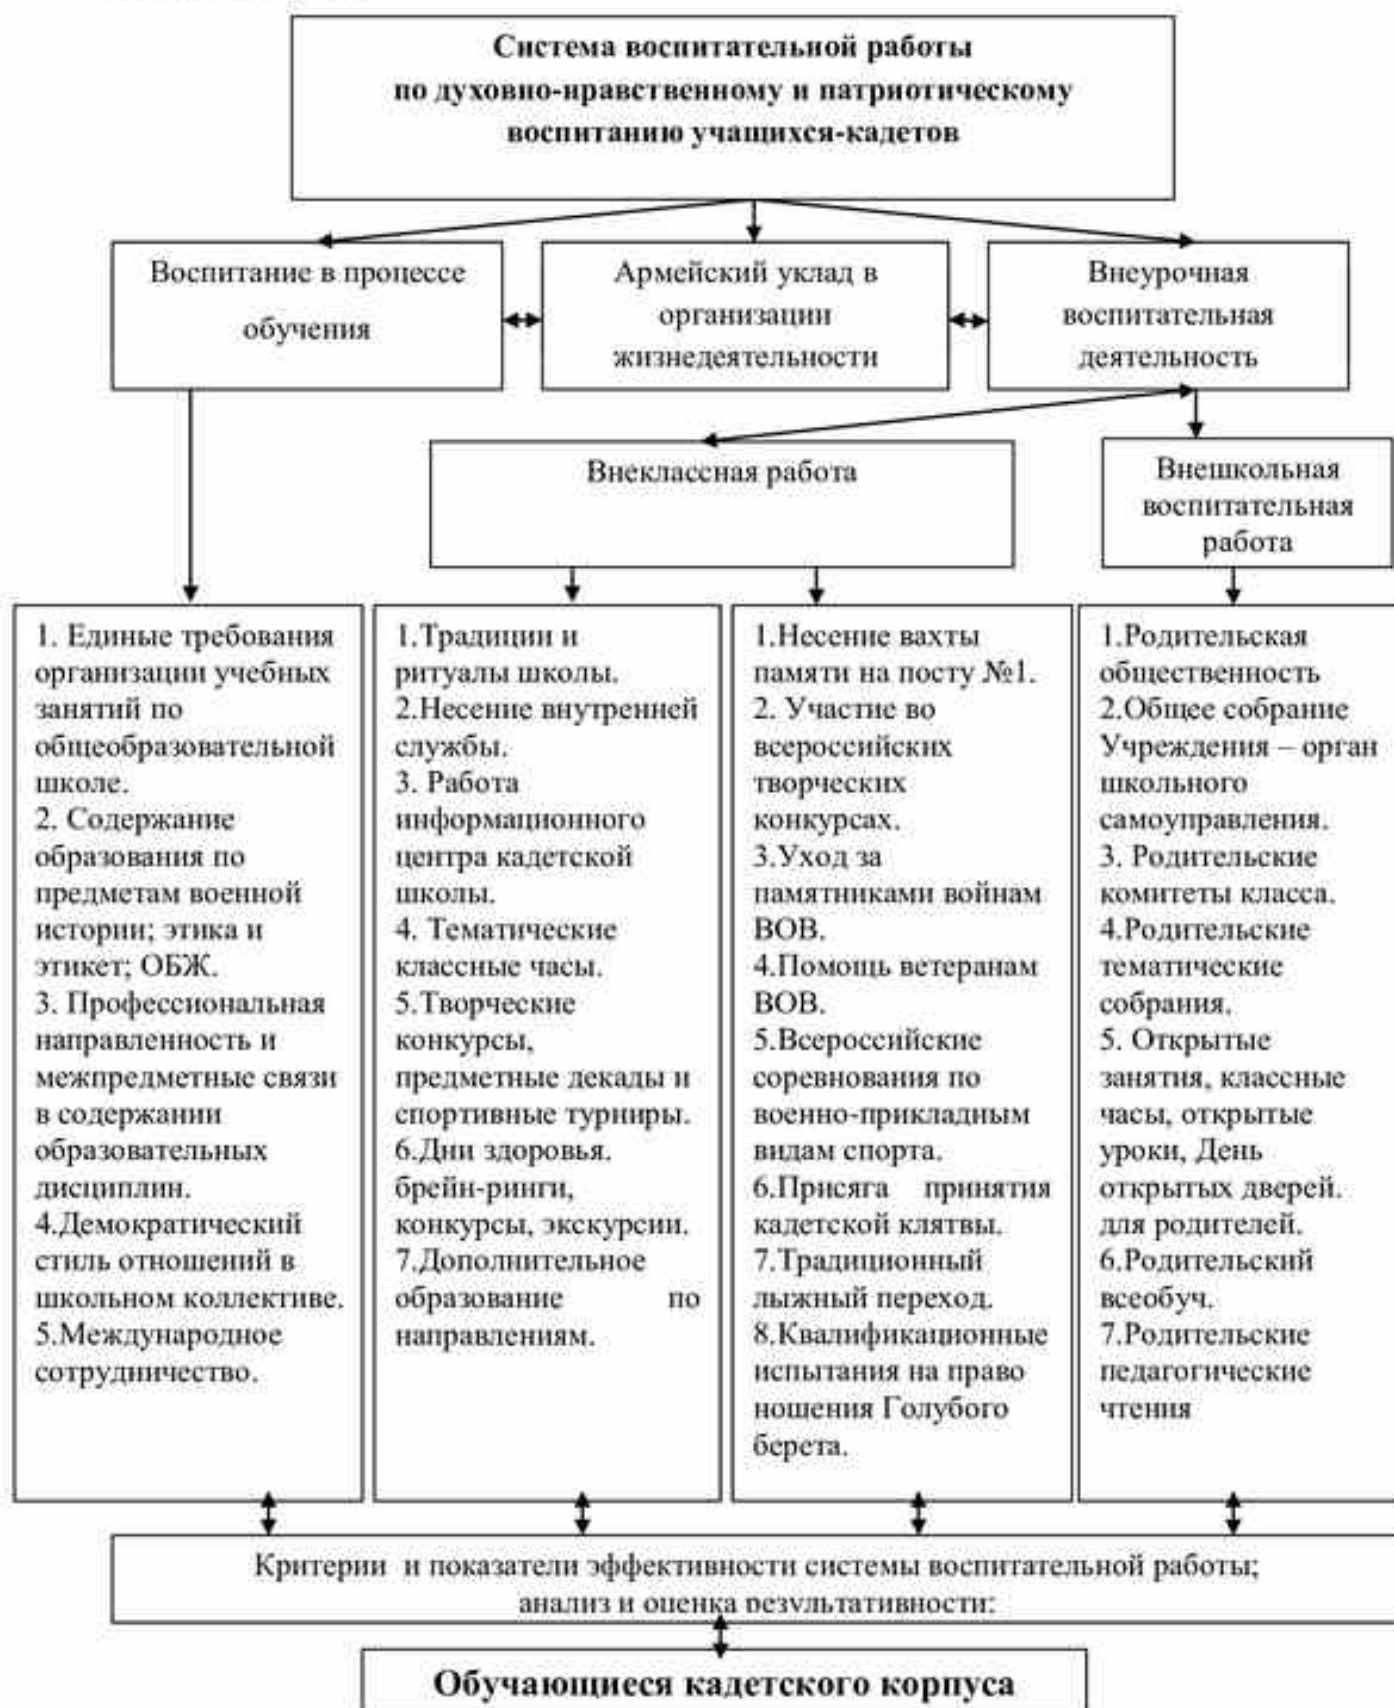 Система воспитательной работы
по духовно-нравственному и патриотическому
воспитанию учащихся-кадетов
Воспитание в процессе
обучения
Армейский уклад в
организации
жизнедеятельности
Внеурочная
воспитательная
деятельность
Внеклассная работа
Внешкольная
воспитательная
работа
1. Единые требования
организации учебных
занятий по
общеобразовательной
школе.
2. Содержание
образования по
предметам военной
истории; этика и
этикет; ОБЖ.
3. Профессиональная
направленность и
межпредметные связи
в содержании
образовательных
дисциплин.
4.Демократический
стиль отношений в
школьном коллективе.
5.Международное
сотрудничество.
1.Традиции и
ритуалы школы.
2.Несение внутренней
службы.
3. Работа
информационного
центра кадетской
школы.
4. Тематические
классные часы.
5.Творческие
конкурсы,
предметные декады и
спортивные турниры.
6.Дни здоровья.
брейн-ринги,
конкурсы, экскурсии.
7.Дополнительное
образование по
направлениям.
1.Несение вахты
памяти на посту №1.
2. Участие во
всероссийских
творческих
конкурсах.
3.Уход за
памятниками войнам
ВОВ.
4.Помощь ветеранам
ВОВ.
5.Всероссийские
соревнования по
военно-прикладным
видам спорта.
6.Присяга принятия
кадетской клятвы.
7.Традиционный
лыжный переход.
8.Квалификационные
испытания на право
ношения Голубого
берета.
1.Родительская
общественность
2.Общее собрание
Учреждения – орган
школьного
самоуправления.
3. Родительские
комитеты класса.
4.Родительские
тематические
собрания.
5. Открытые
занятия, классные
часы, открытые
уроки, День
открытых дверей.
для родителей.
6.Родительский
всеобуч.
7.Родительские
педагогические
чтения
Критерии и показатели эффективности системы воспитательной работы;
анализ и оценка результативности;
Обучающиеся кадетского корпуса